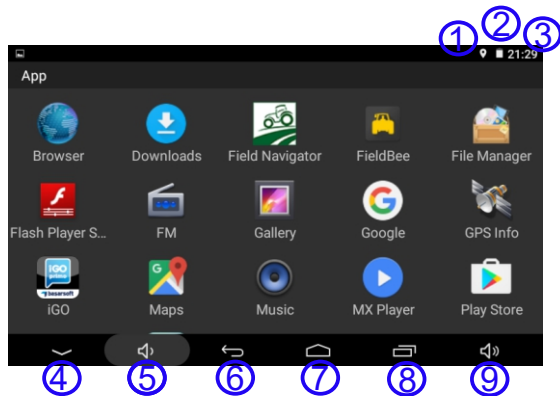 ① ② ③
21:29
App
Browser Downloads Field Navigator FieldBee File Manager
Flash Player S... FM Gallery Google GPS Info
iGO Maps Music MX Player Play Store
④ ⑤ ⑥ ⑦ ⑧ ⑨